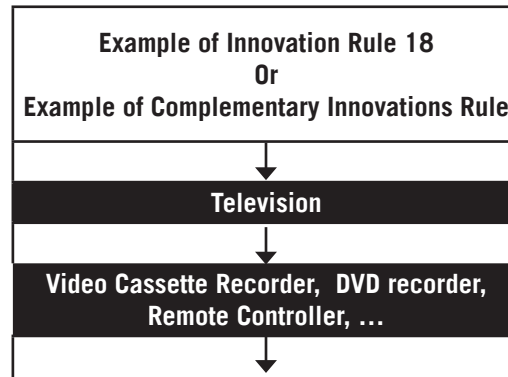 Example of Innovation Rule 18
Or
Example of Complementary Innovations Rule
Television
Video Cassette Recorder, DVD recorder,
Remote Controller, ...